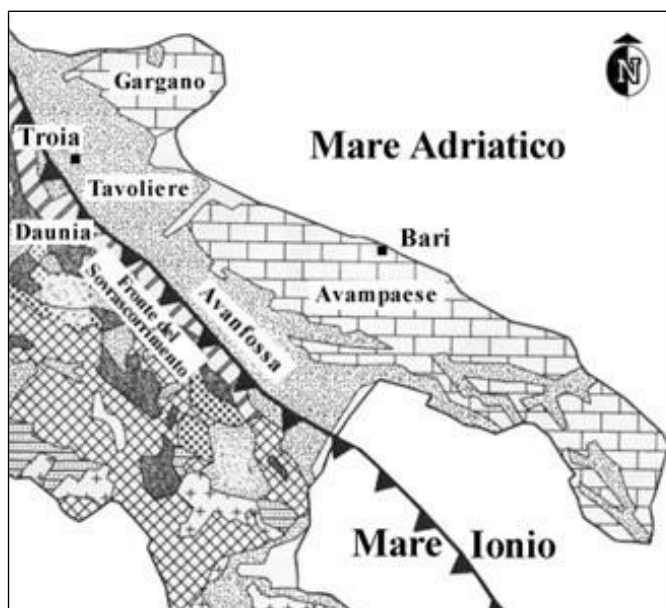 Gargano
N
Troia
Mare Adriatico
Tavoliere
Daunia
Bari
Avampaese
Fronte del
Sovrascorrimento
Avanfossa
Mare Ionio